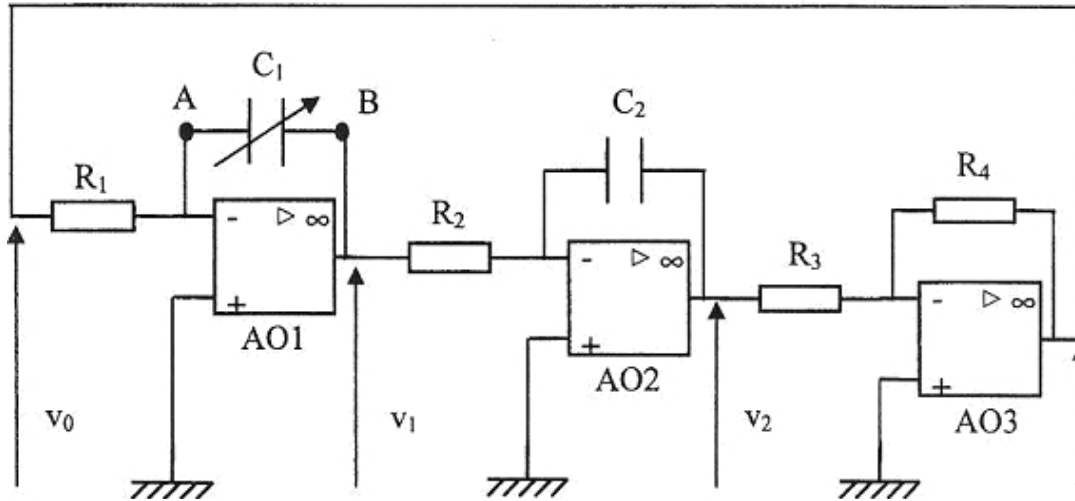 C₁
A
B
C₂
R₁
R₄
- ▷ ∞
R₂
R₃
- ▷ ∞
- ▷ ∞
+
AO1
+
AO2
+
AO3
v₀
v₁
v₂